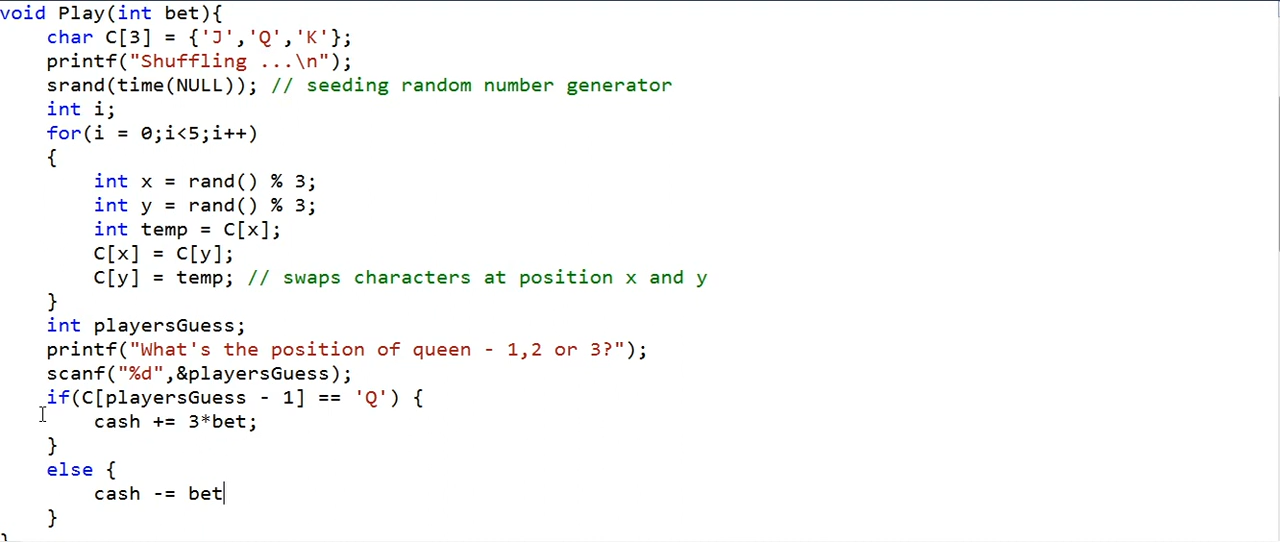 void Play(int bet){
    char C[3] = {'J','Q','K'};
    printf("Shuffling ...\n");
    srand(time(NULL)); // seeding random number generator
    int i;
    for(i = 0;i<5;i++)
    {
        int x = rand() % 3;
        int y = rand() % 3;
        int temp = C[x];
        C[x] = C[y];
        C[y] = temp; // swaps characters at position x and y
    }
    int playersGuess;
    printf("What's the position of queen - 1,2 or 3?");
    scanf("%d",&playersGuess);
    if(C[playersGuess - 1] == 'Q') {
        cash += 3*bet;
    }
    else {
        cash -= bet
    }
}